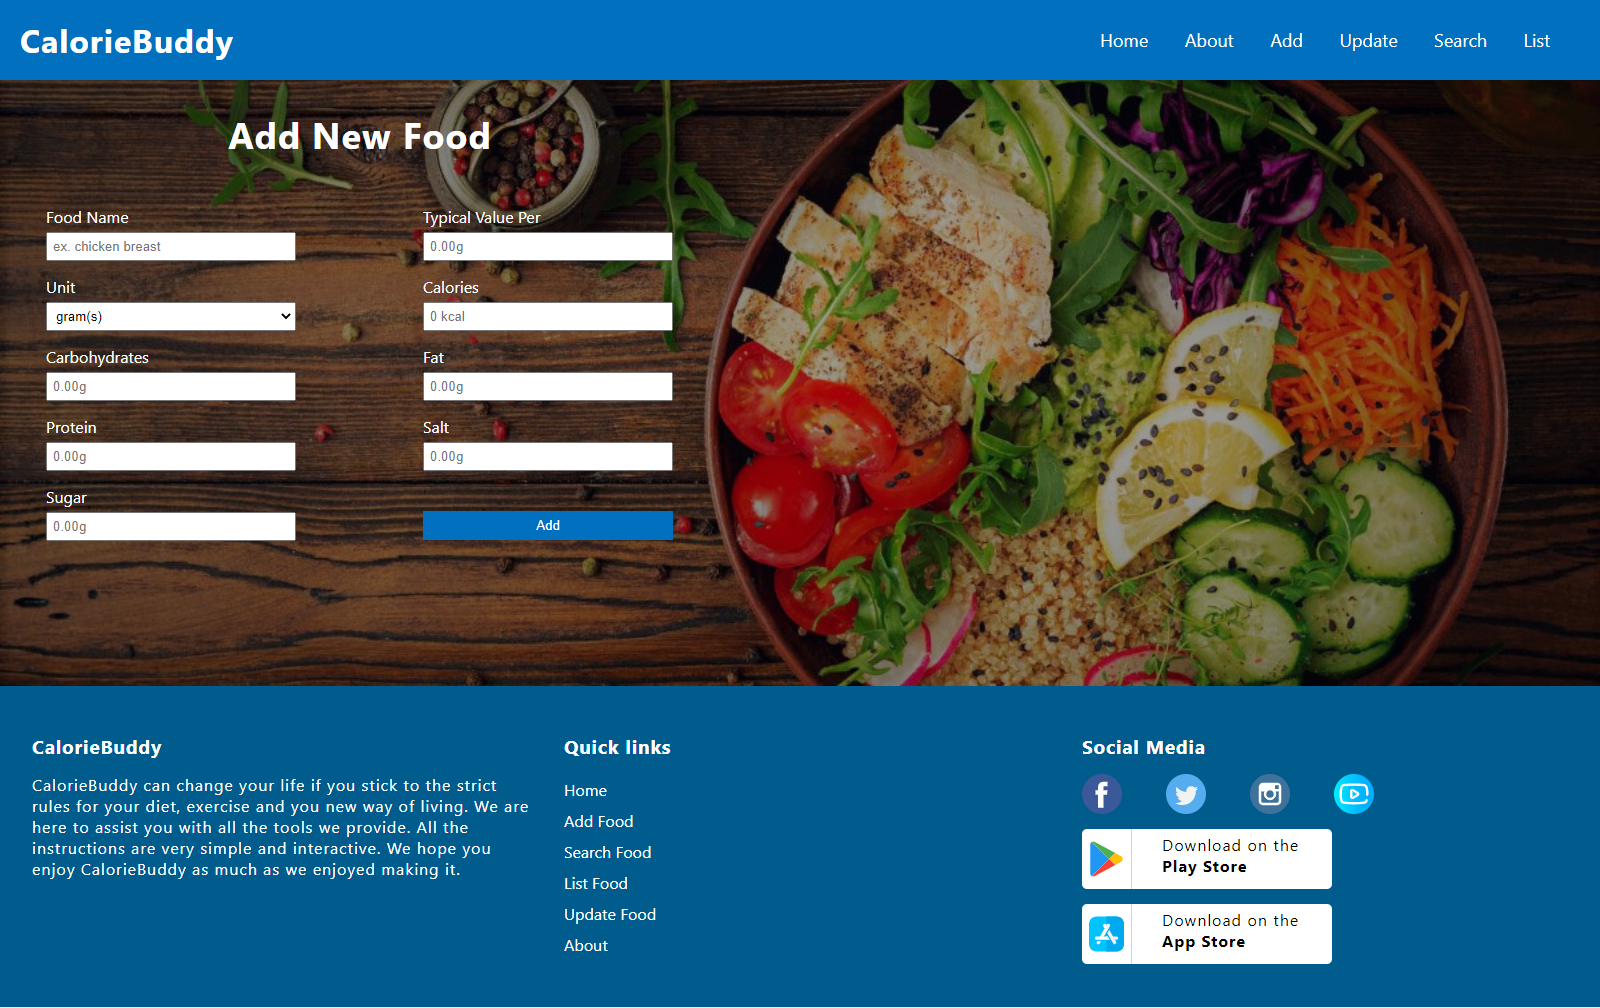 CalorieBuddy
Home About Add Update Search List
Add New Food
Food Name
ex. chicken breast
Typical Value Per
0.00g
Unit
gram(s)
Calories
0 kcal
Carbohydrates
0.00g
Fat
0.00g
Protein
0.00g
Salt
0.00g
Sugar
0.00g
Add
CalorieBuddy
CalorieBuddy can change your life if you stick to the strict
rules for your diet, exercise and you new way of living. We are
here to assist you with all the tools we provide. All the
instructions are very simple and interactive. We hope you
enjoy CalorieBuddy as much as we enjoyed making it.
Quick links
Home
Add Food
Search Food
List Food
Update Food
About
Social Media
Download on the
Play Store
Download on the
App Store